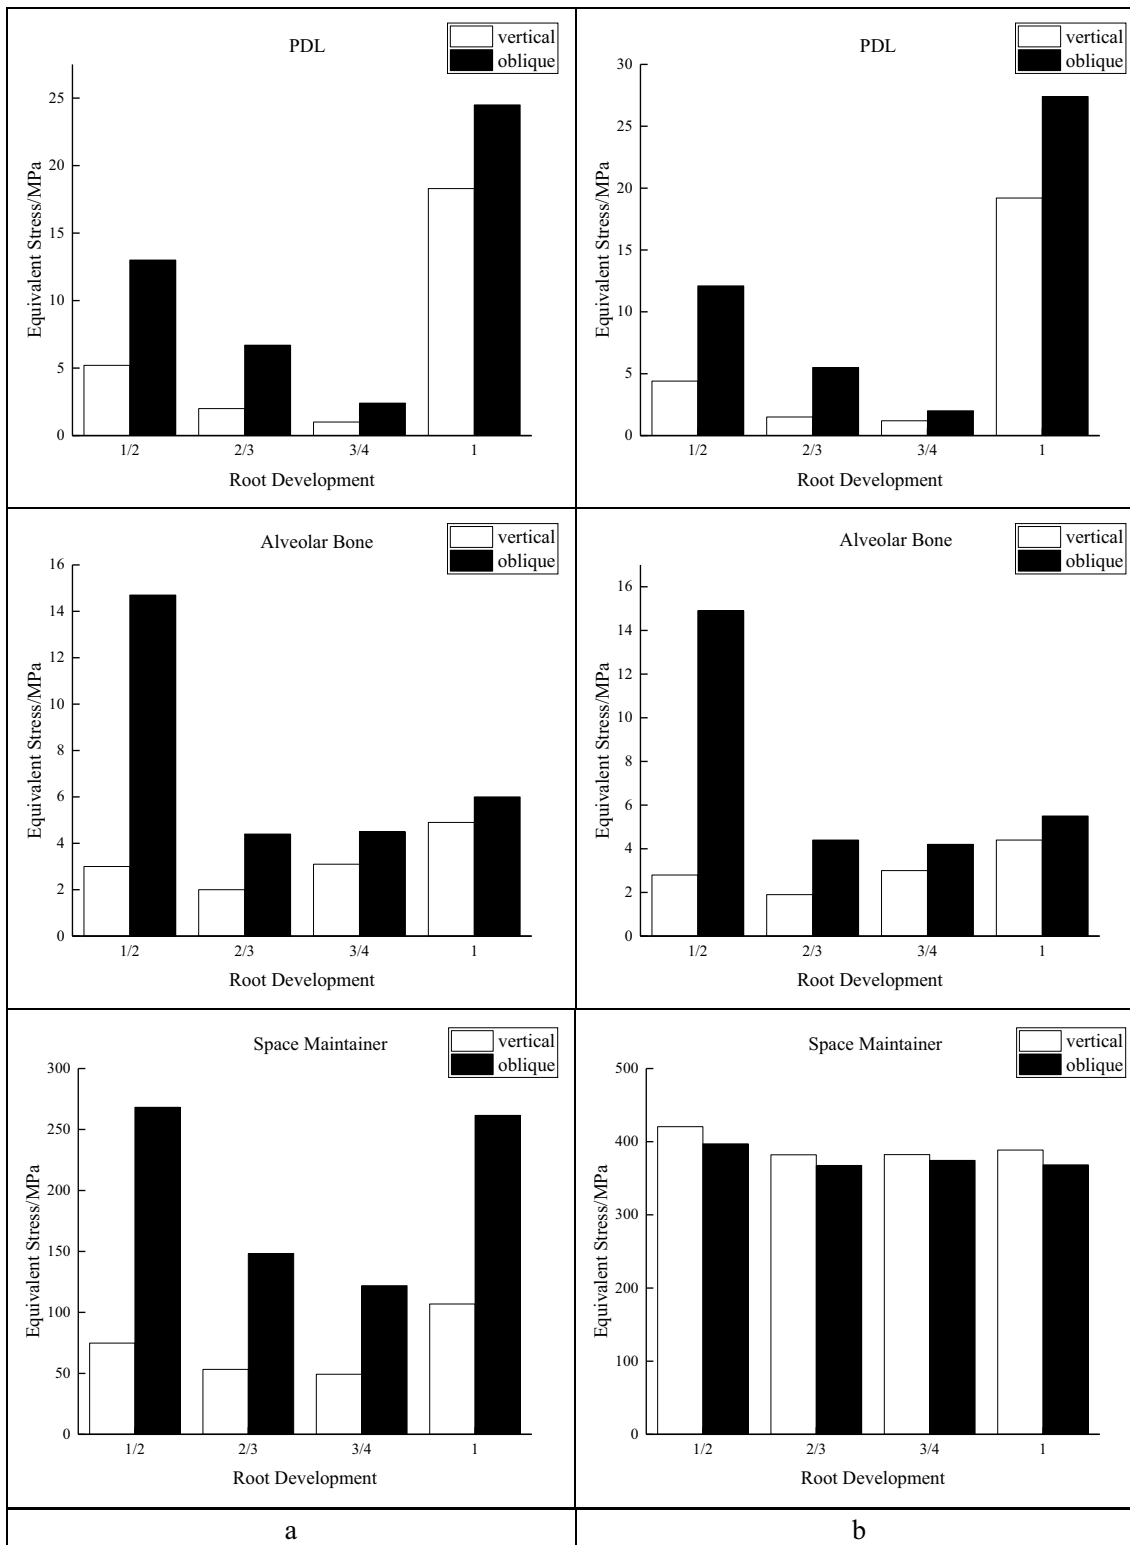 PDL
vertical
oblique
Equivalent Stress/MPa
25
20
15
10
5
0
1/2 2/3 3/4 1
Root Development
PDL
vertical
oblique
Equivalent Stress/MPa
30
25
20
15
10
5
0
1/2 2/3 3/4 1
Root Development
Alveolar Bone
vertical
oblique
Equivalent Stress/MPa
16
14
12
10
8
6
4
2
0
1/2 2/3 3/4 1
Root Development
Alveolar Bone
vertical
oblique
Equivalent Stress/MPa
16
14
12
10
8
6
4
2
0
1/2 2/3 3/4 1
Root Development
Space Maintainer
vertical
oblique
Equivalent Stress/MPa
300
250
200
150
100
50
0
1/2 2/3 3/4 1
Root Development
Space Maintainer
vertical
oblique
Equivalent Stress/MPa
500
400
300
200
100
0
1/2 2/3 3/4 1
Root Development
a
b